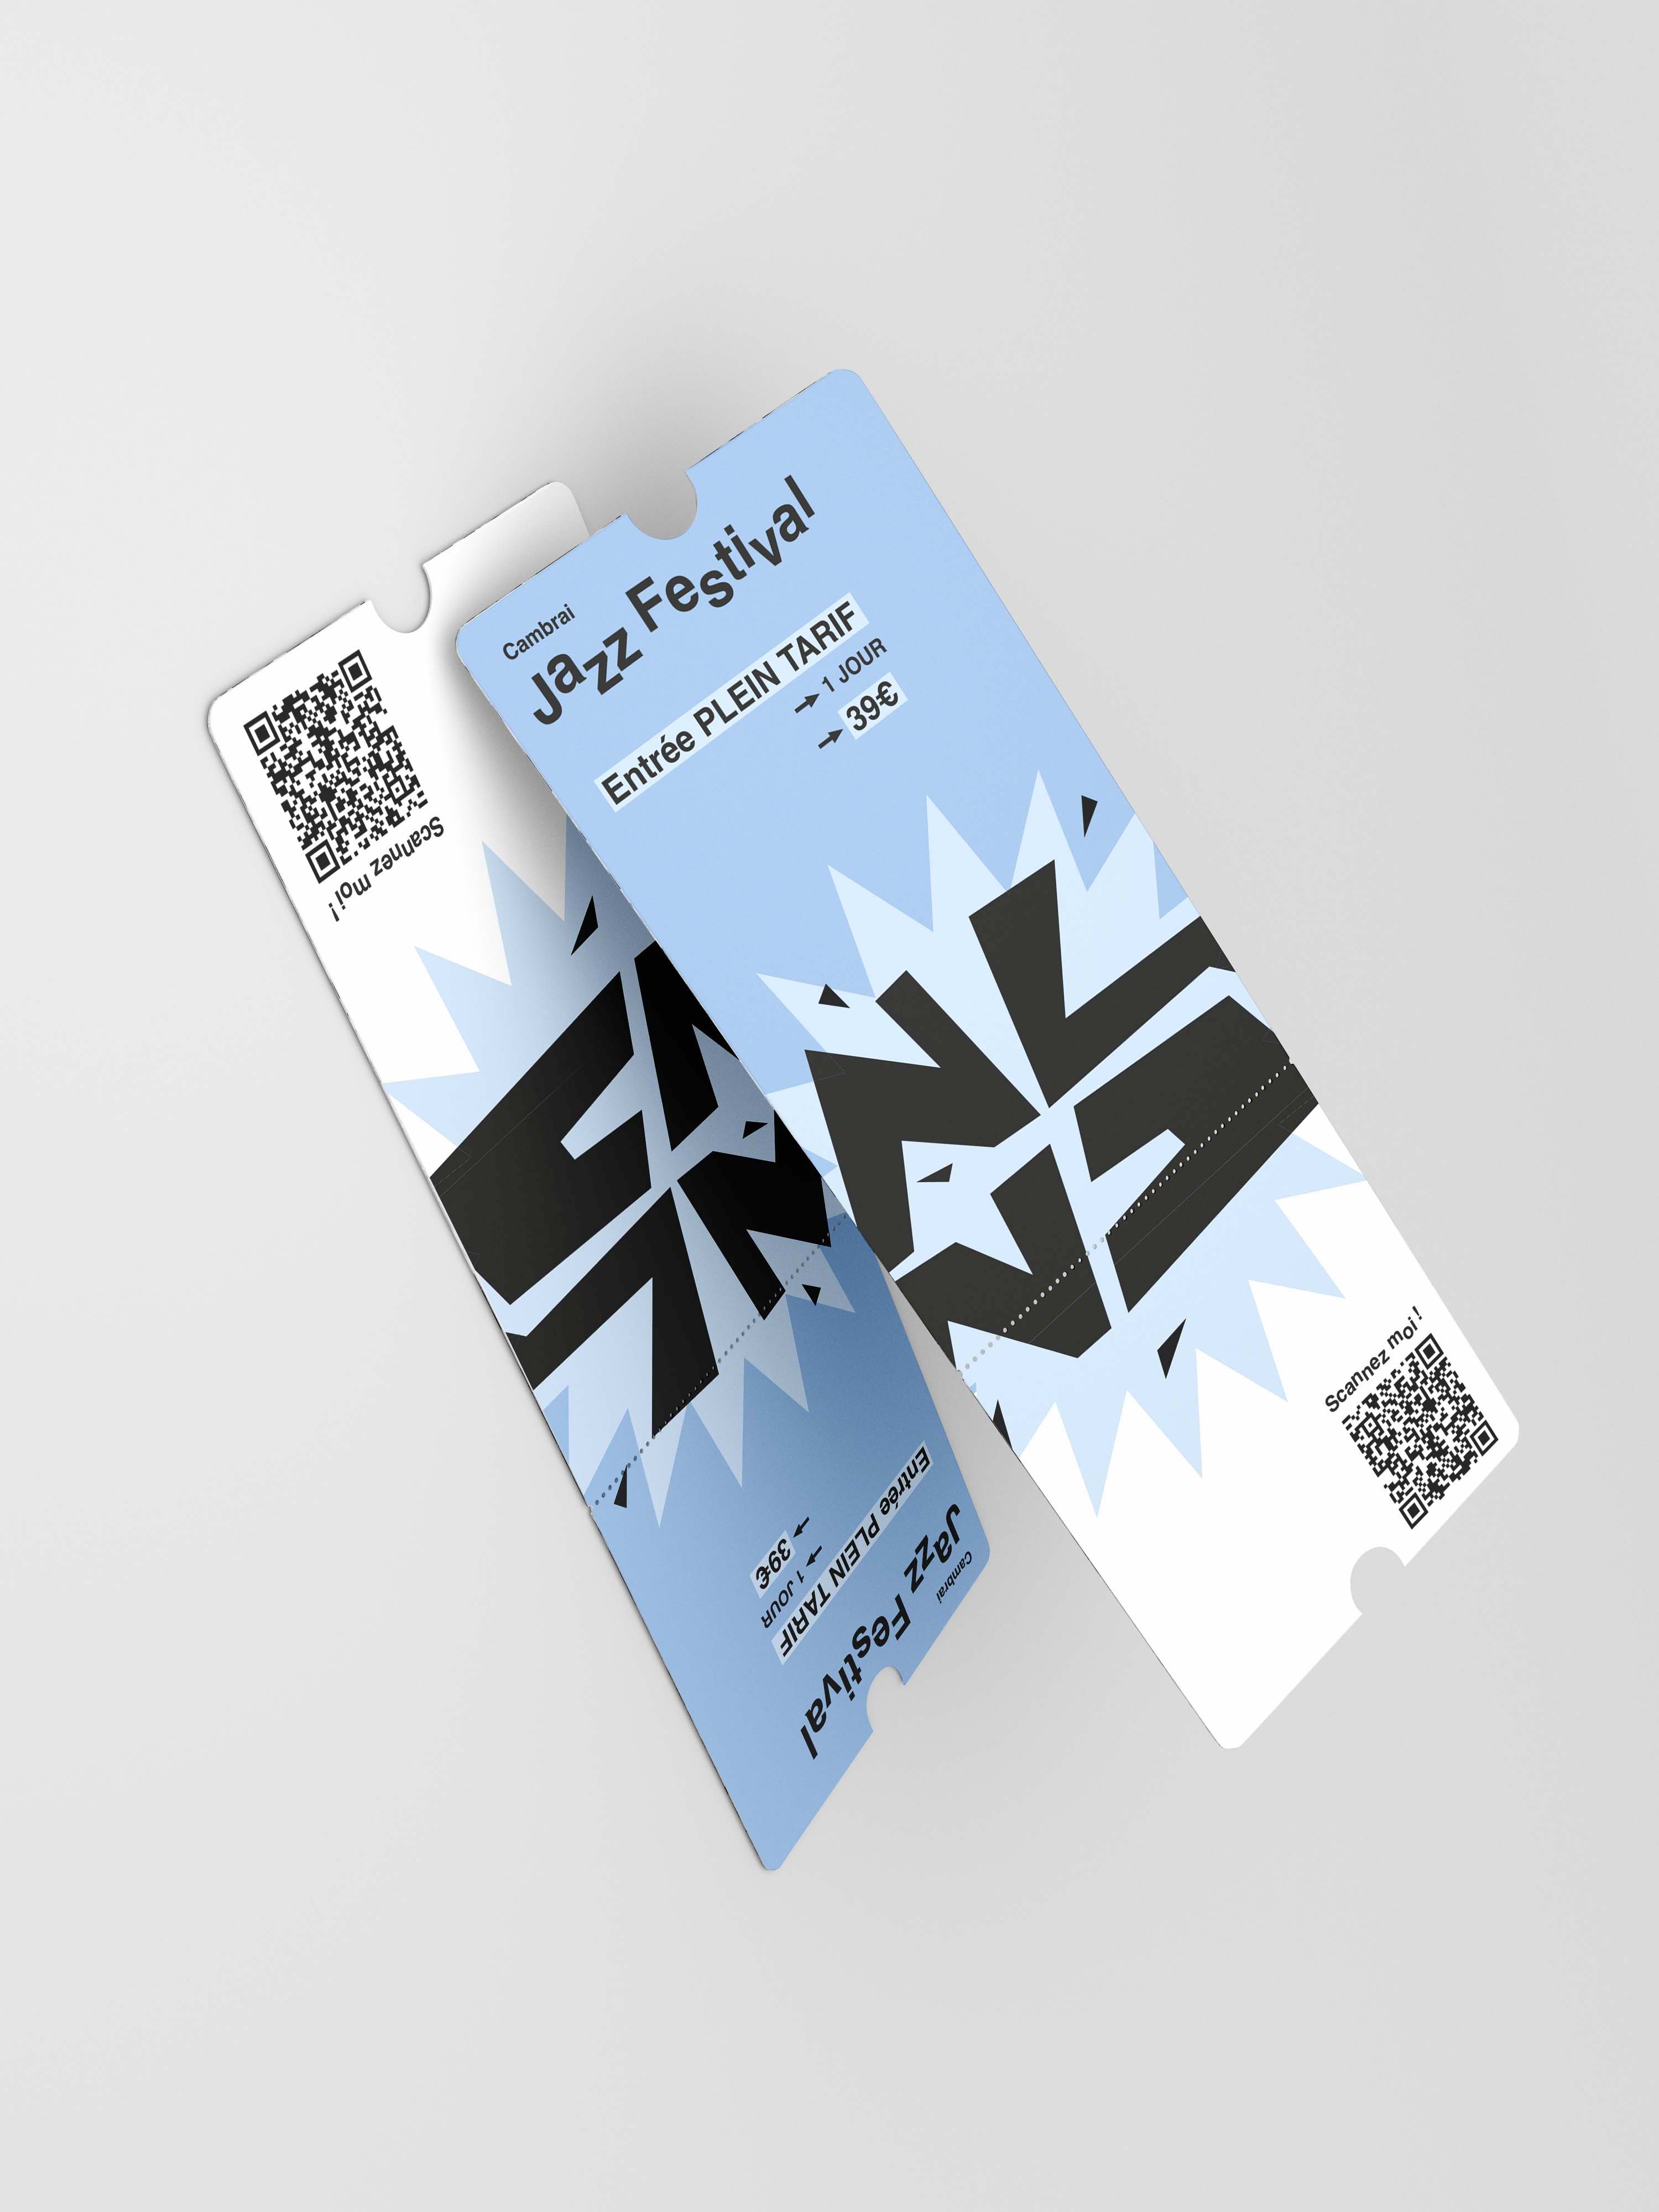 Cambrai
Jazz Festival
Entrée PLEIN TARIF
→ 1 JOUR
→ 39€
Scannez moi !
Scannez moi !
Cambrai
Jazz Festival
Entrée PLEIN TARIF
→ 1 JOUR
→ 39€